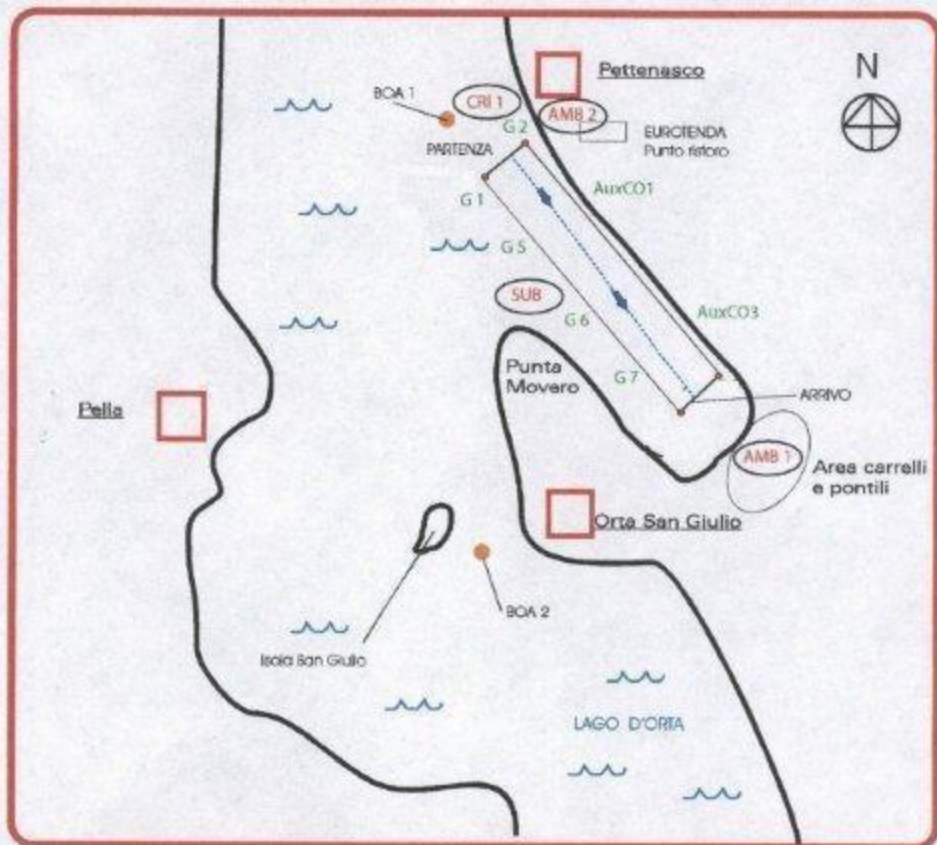 Pettenasco
N
BOA 1
CRI 1
AMB 2
G 2
EUROTENDA
Punto ristoro
PARTENZA
AuxCO1
G 1
G 5
SUB
G 6
AuxCO3
Punta
Movero
G 7
ARRIVO
Pella
AMB 1
Area carrelli
e pontili
Orta San Giulio
BOA 2
Isola San Giulio
LAGO D'ORTA